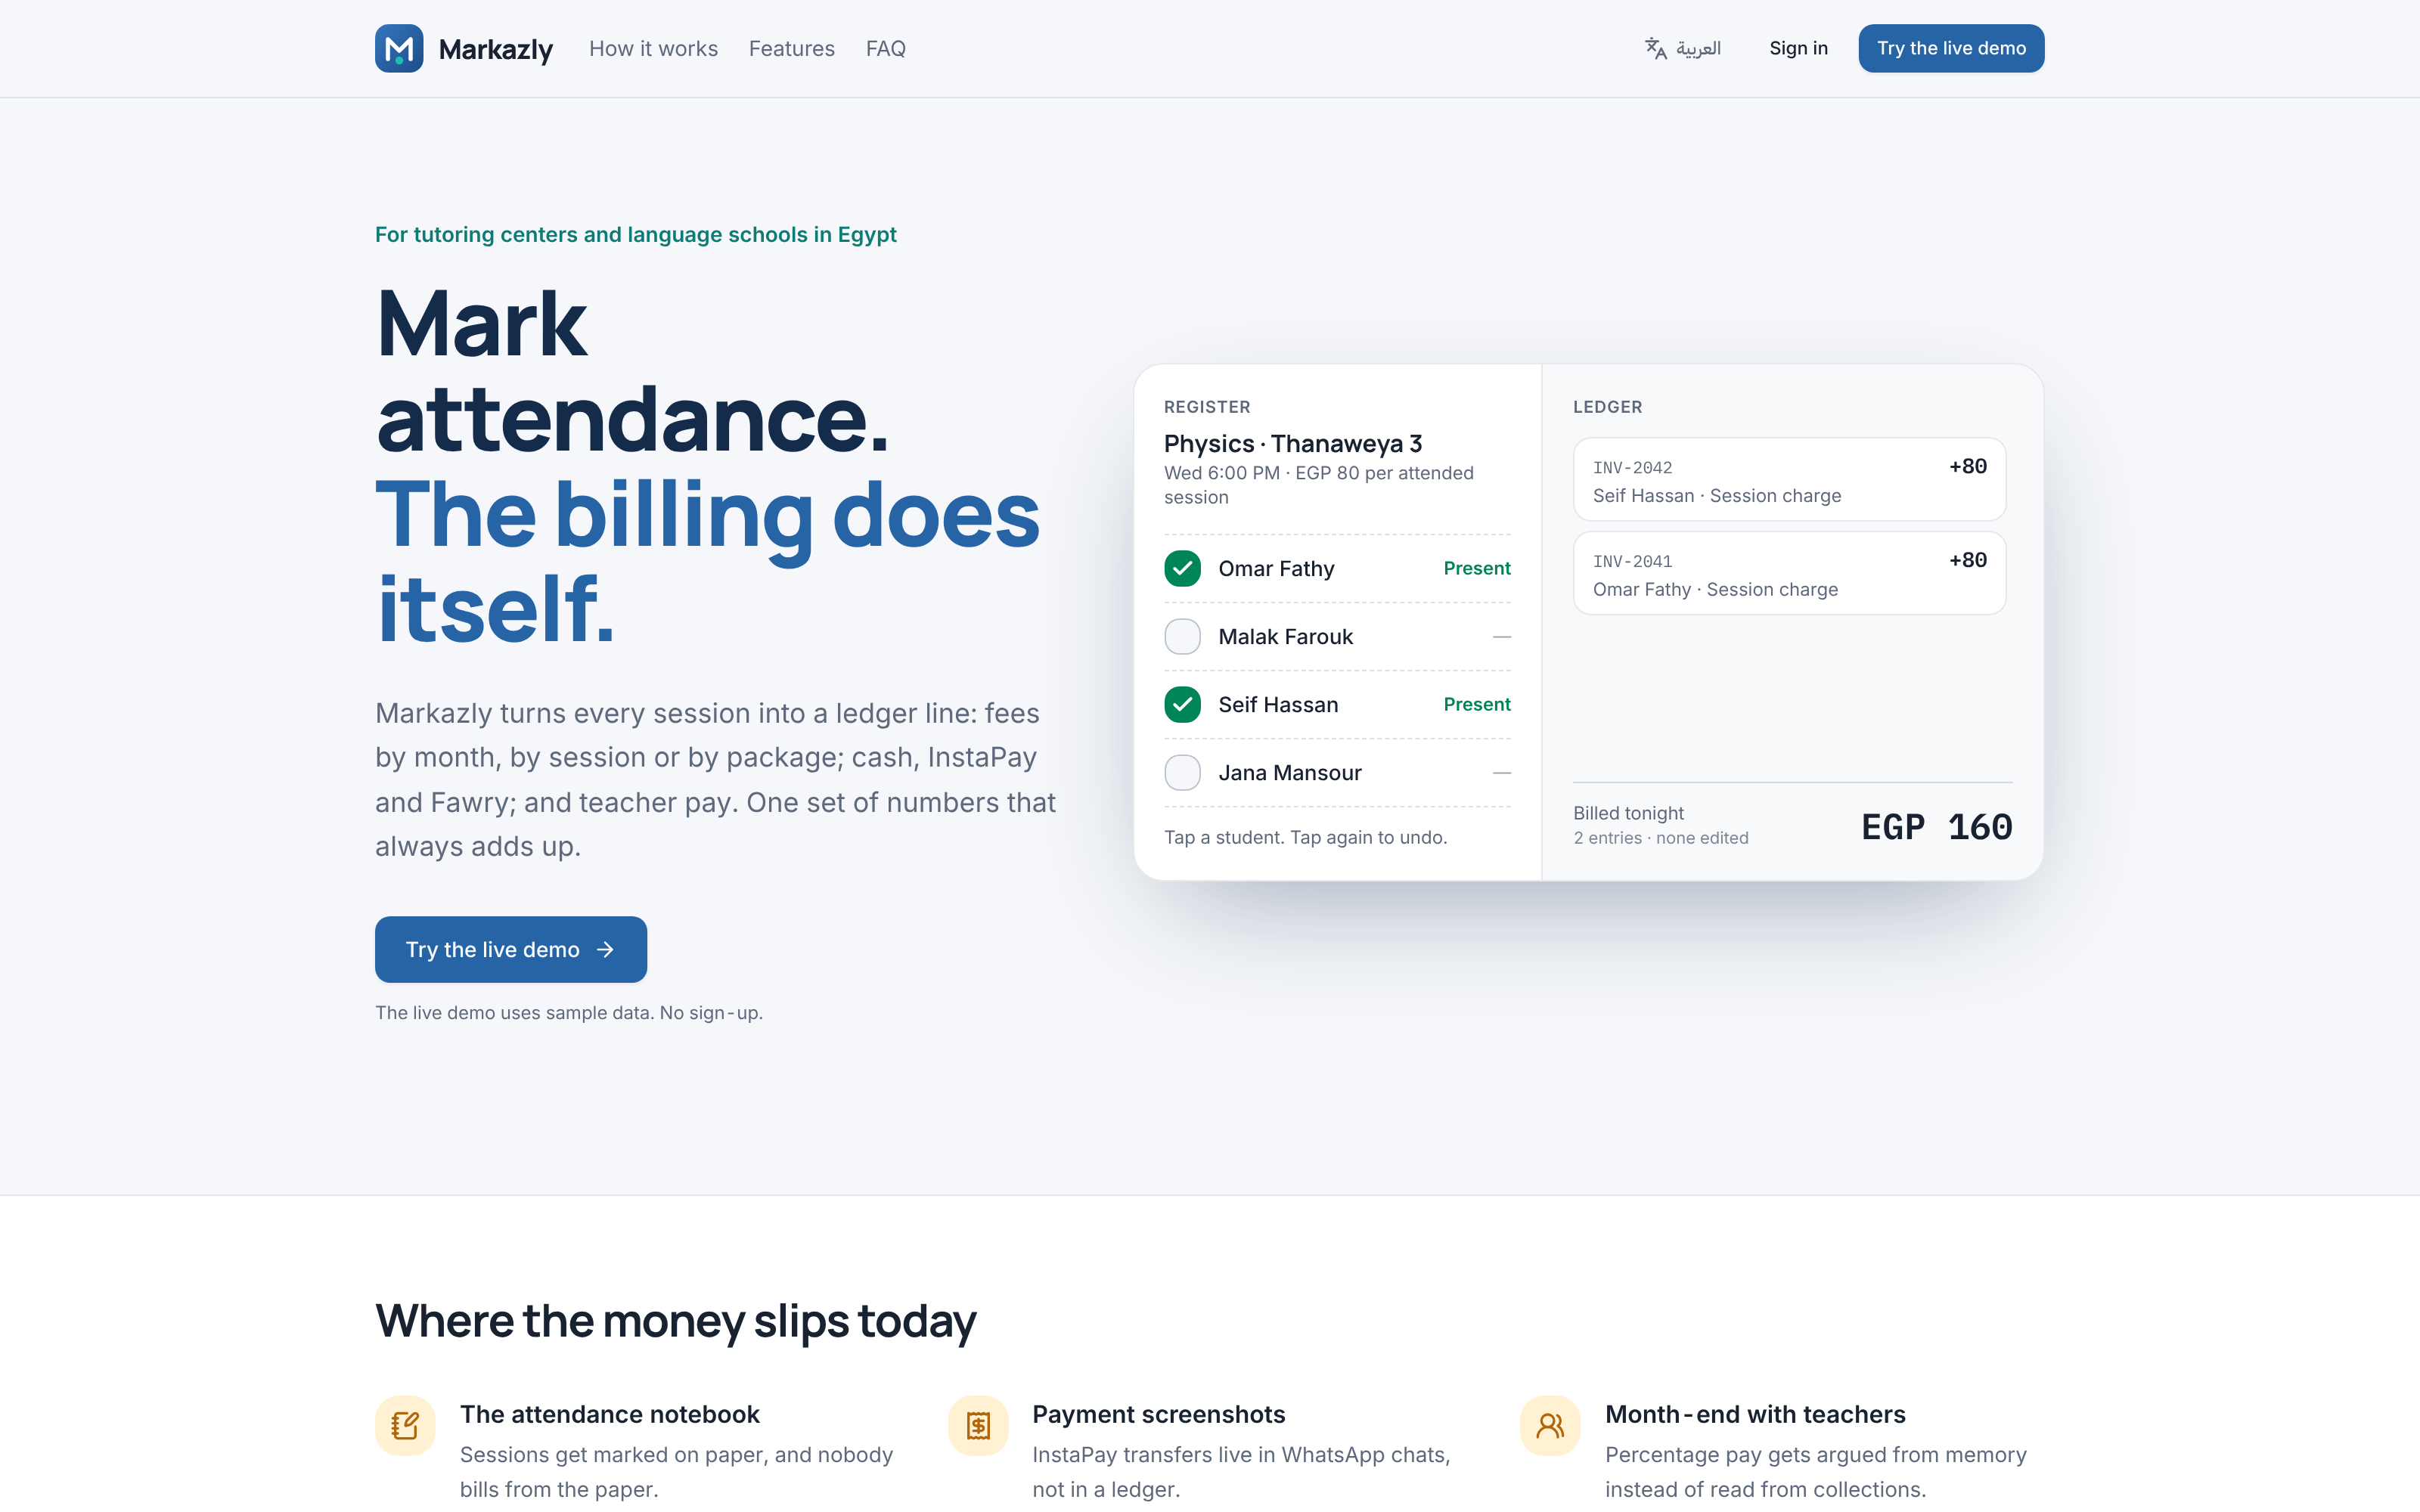 Markazly
How it works
Features
FAQ
العربية
Sign in
Try the live demo
For tutoring centers and language schools in Egypt
Mark
attendance.
The billing does
itself.
Markazly turns every session into a ledger line: fees
by month, by session or by package; cash, InstaPay
and Fawry; and teacher pay. One set of numbers that
always adds up.
Try the live demo
The live demo uses sample data. No sign-up.
REGISTER
Physics · Thanaweya 3
Wed 6:00 PM · EGP 80 per attended
session
Omar Fathy Present
Malak Farouk —
Seif Hassan Present
Jana Mansour —
Tap a student. Tap again to undo.
LEDGER
INV-2042 +80
Seif Hassan · Session charge
INV-2041 +80
Omar Fathy · Session charge
Billed tonight
2 entries · none edited
EGP 160
Where the money slips today
The attendance notebook
Sessions get marked on paper, and nobody
bills from the paper.
Payment screenshots
InstaPay transfers live in WhatsApp chats,
not in a ledger.
Month-end with teachers
Percentage pay gets argued from memory
instead of read from collections.